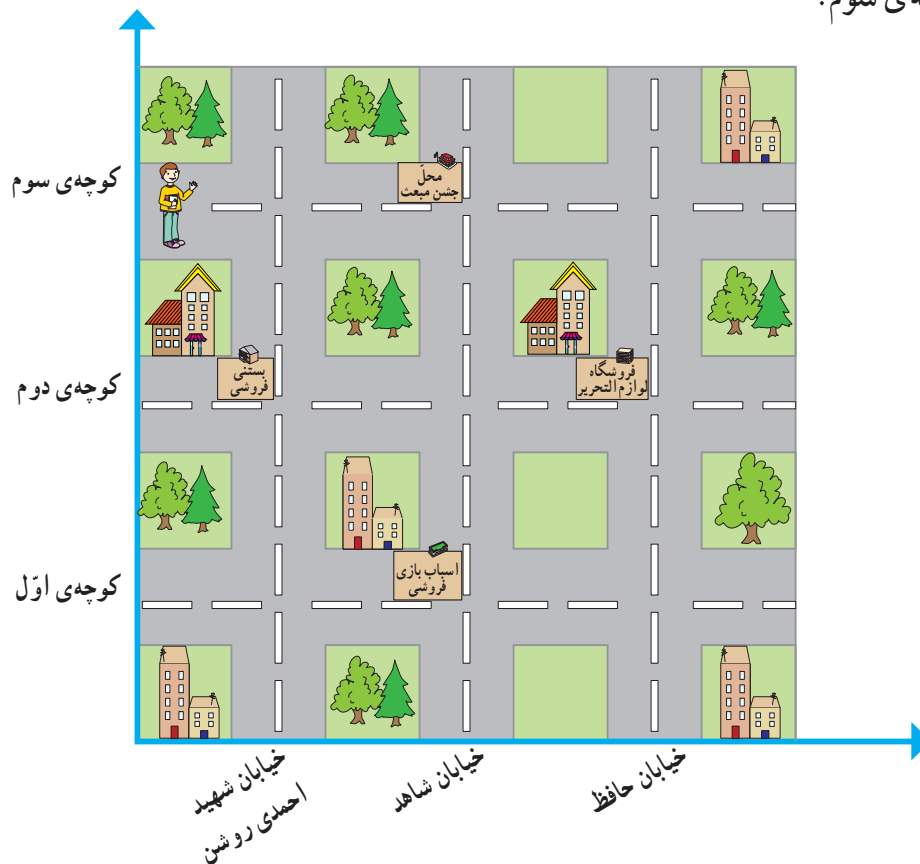 ه‌ی سوم.
کوچه‌ی سوم
محلّ
جشن مبعث
کوچه‌ی دوم
بستنی
فروشی
فروشگاه
لوازم‌التحریر
کوچه‌ی اوّل
اسباب بازی
فروشی
خیابان شهید
احمدی روشن
خیابان شاهد
خیابان حافظ